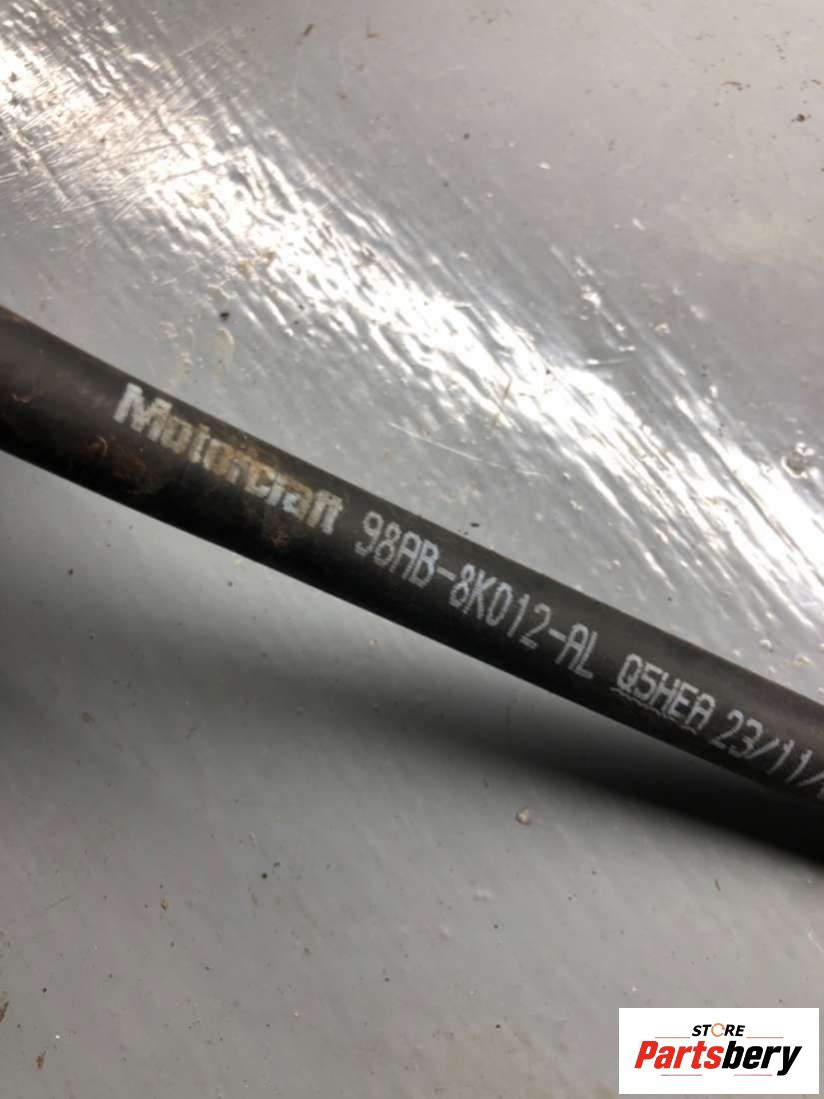 Motorcraft 98AB-8K012-AL Q5HEA 23/11/
STORE
Partsbery